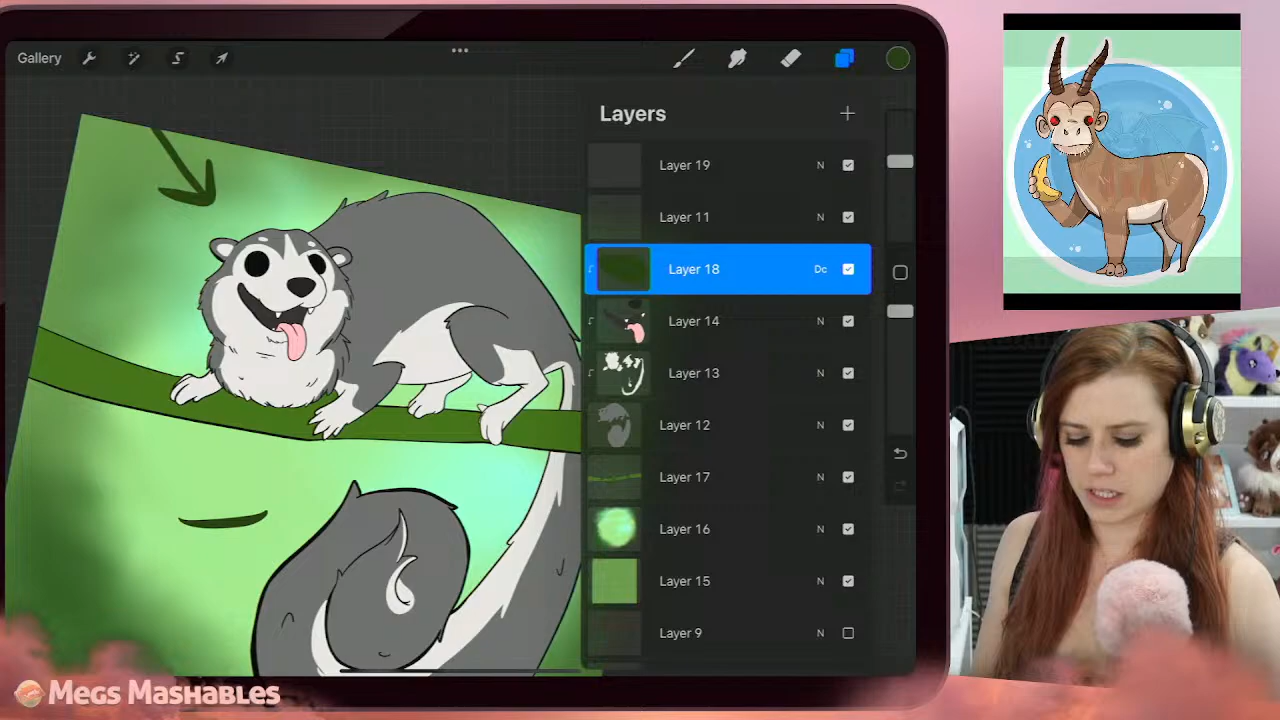 Gallery
Layers
Layer 19 N
Layer 11 N
Layer 18 Dc
Layer 14 N
Layer 13 N
Layer 12 N
Layer 17 N
Layer 16 N
Layer 15 N
Layer 9 N
Megs Mashables